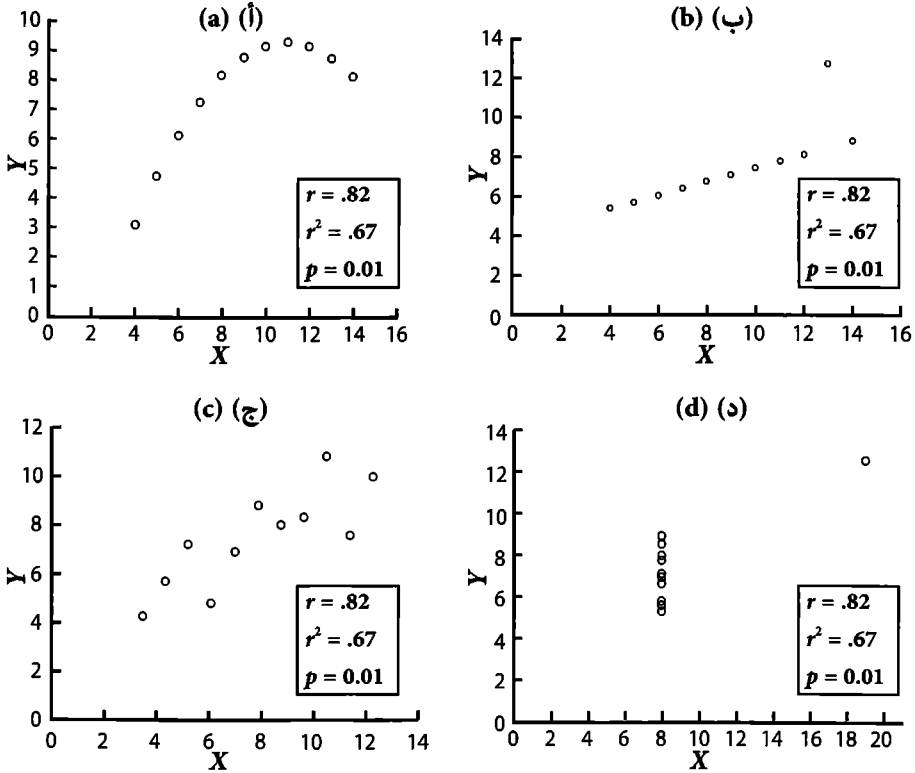 (a) (أ)
10
9
8
7
6
5
4
3
2
1
0
Y
0 2 4 6 8 10 12 14 16
X
r = .82
r² = .67
p = 0.01
(b) (ب)
14
12
10
8
6
4
2
0
Y
0 2 4 6 8 10 12 14 16
X
r = .82
r² = .67
p = 0.01
(c) (ج)
12
10
8
6
4
2
0
Y
0 2 4 6 8 10 12 14
X
r = .82
r² = .67
p = 0.01
(d) (د)
14
12
10
8
6
4
2
0
Y
0 2 4 6 8 10 12 14 16 19 20
X
r = .82
r² = .67
p = 0.01